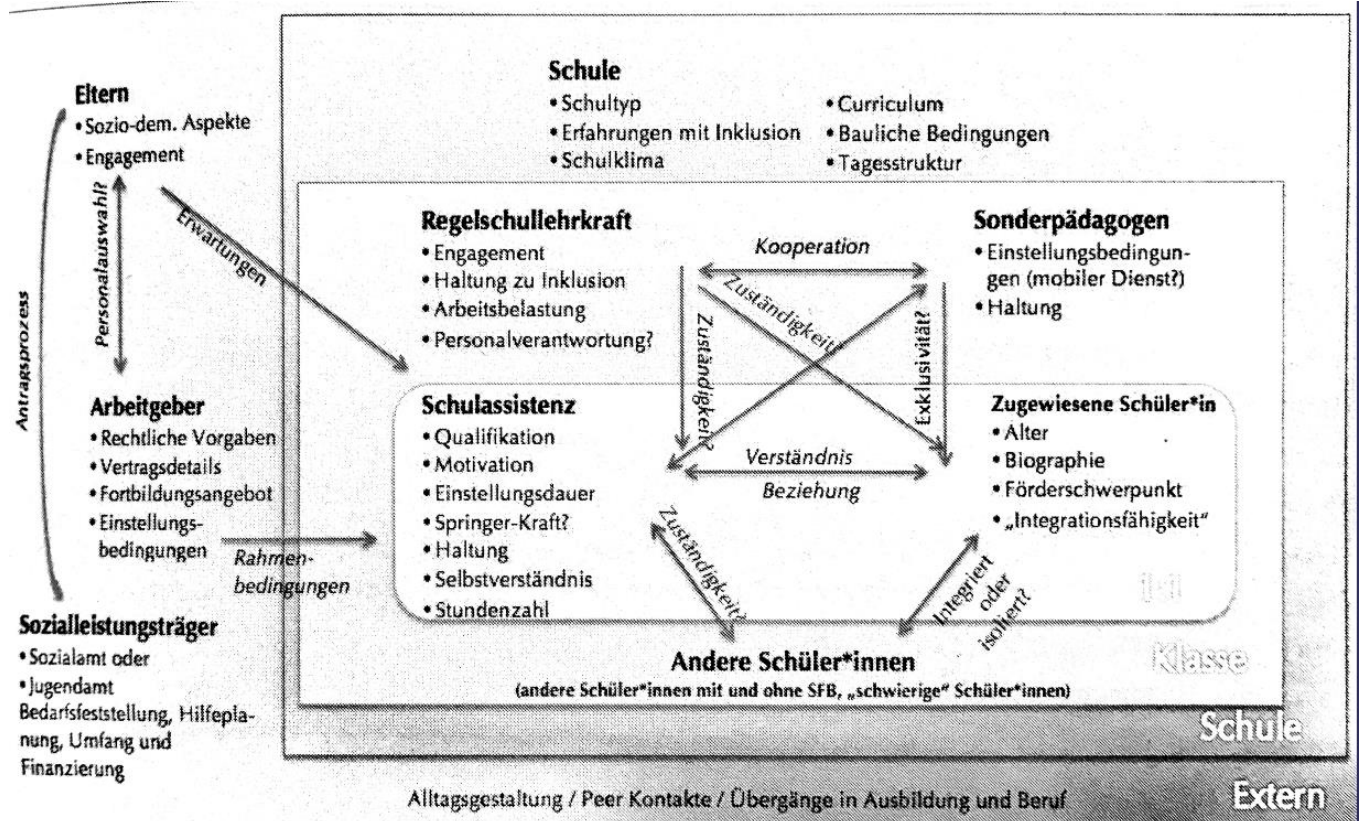 Schule
• Schultyp
• Erfahrungen mit Inklusion
• Schulklima
• Curriculum
• Bauliche Bedingungen
• Tagesstruktur
Eltern
• Sozio-dem. Aspekte
• Engagement
Antragsprozess
Personalauswahl?
Erwartungen
Regelschullehrkraft
• Engagement
• Haltung zu Inklusion
• Arbeitsbelastung
• Personalverantwortung?
Kooperation
Sonderpädagogen
• Einstellungsbedingun-
gen (mobiler Dienst?)
• Haltung
Zuständigkeit?
Zuständigkeit*
Exklusivität?
Arbeitgeber
• Rechtliche Vorgaben
• Vertragsdetails
• Fortbildungsangebot
• Einstellungs-
bedingungen
Rahmen-
bedingungen
Schulassistenz
• Qualifikation
• Motivation
• Einstellungsdauer
• Springer-Kraft?
• Haltung
• Selbstverständnis
• Stundenzahl
Verständnis
Beziehung
Zugewiesene Schüler*in
• Alter
• Biographie
• Förderschwerpunkt
• „Integrationsfähigkeit“
1:1
Zuständigkeit?
Integriert
oder
isoliert?
Andere Schüler*innen
(andere Schüler*innen mit und ohne SFB, „schwierige“ Schüler*innen)
Klasse
Schule
Sozialleistungsträger
• Sozialamt oder
• Jugendamt
Bedarfsfeststellung, Hilfepla-
nung, Umfang und
Finanzierung
Alltagsgestaltung / Peer Kontakte / Übergänge in Ausbildung und Beruf
Extern